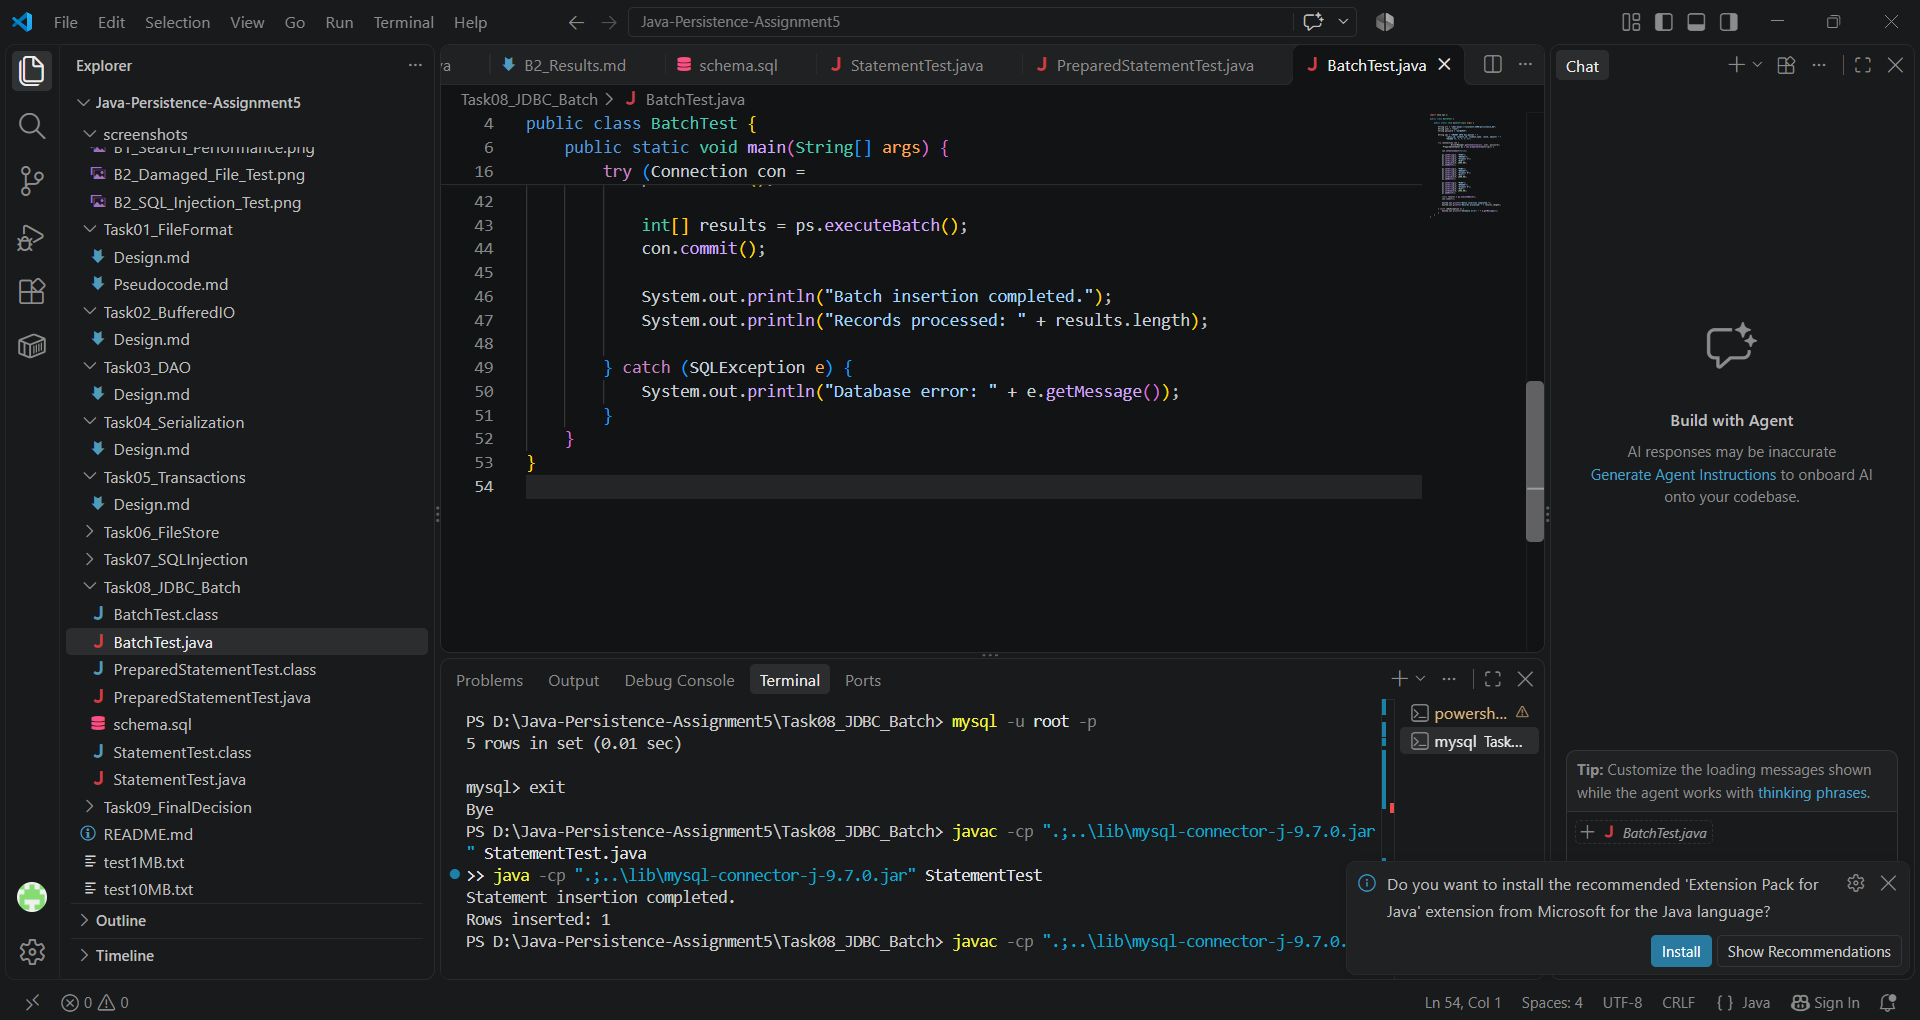 File Edit Selection View Go Run Terminal Help
Java-Persistence-Assignment5
Explorer
Java-Persistence-Assignment5
screenshots
B1_Search_Performance.png
B2_Damaged_File_Test.png
B2_SQL_Injection_Test.png
Task01_FileFormat
Design.md
Pseudocode.md
Task02_BufferedIO
Design.md
Task03_DAO
Design.md
Task04_Serialization
Design.md
Task05_Transactions
Design.md
Task06_FileStore
Task07_SQLInjection
Task08_JDBC_Batch
BatchTest.class
BatchTest.java
PreparedStatementTest.class
PreparedStatementTest.java
schema.sql
StatementTest.class
StatementTest.java
Task09_FinalDecision
README.md
test1MB.txt
test10MB.txt
Outline
Timeline
va B2_Results.md schema.sql StatementTest.java PreparedStatementTest.java BatchTest.java
Task08_JDBC_Batch > BatchTest.java
4 public class BatchTest {
6 public static void main(String[] args) {
16 try (Connection con =
42
43 int[] results = ps.executeBatch();
44 con.commit();
45
46 System.out.println("Batch insertion completed.");
47 System.out.println("Records processed: " + results.length);
48
49 } catch (SQLException e) {
50 System.out.println("Database error: " + e.getMessage());
51 }
52 }
53 }
54
Problems Output Debug Console Terminal Ports
PS D:\Java-Persistence-Assignment5\Task08_JDBC_Batch> mysql -u root -p
5 rows in set (0.01 sec)
mysql> exit
Bye
PS D:\Java-Persistence-Assignment5\Task08_JDBC_Batch> javac -cp ".;..\lib\mysql-connector-j-9.7.0.jar
" StatementTest.java
>> java -cp ".;..\lib\mysql-connector-j-9.7.0.jar" StatementTest
Statement insertion completed.
Rows inserted: 1
PS D:\Java-Persistence-Assignment5\Task08_JDBC_Batch> javac -cp ".;..\lib\mysql-connector-j-9.7.0.
powersh...
mysql Task...
Chat
Build with Agent
AI responses may be inaccurate
Generate Agent Instructions to onboard AI
onto your codebase.
Tip: Customize the loading messages shown
while the agent works with thinking phrases.
BatchTest.java
Do you want to install the recommended 'Extension Pack for
Java' extension from Microsoft for the Java language?
Install Show Recommendations
0 0
Ln 54, Col 1 Spaces: 4 UTF-8 CRLF { } Java Sign In